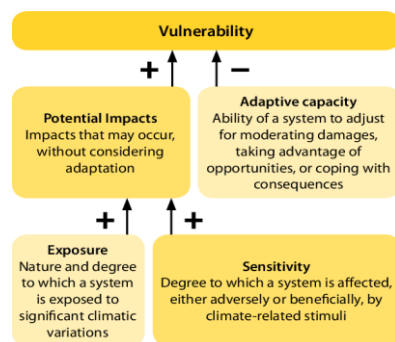 Vulnerability
+
−
Potential Impacts
Impacts that may occur,
without considering
adaptation
Adaptive capacity
Ability of a system to adjust
for moderating damages,
taking advantage of
opportunities, or coping with
consequences
+
+
Exposure
Nature and degree
to which a system
is exposed to
significant climatic
variations
Sensitivity
Degree to which a system is affected,
either adversely or beneficially, by
climate-related stimuli